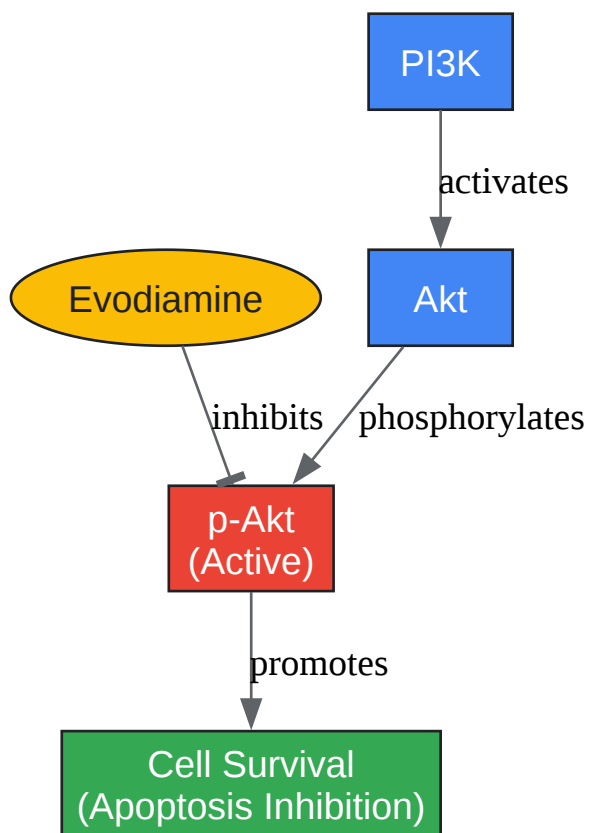 PI3K
activates
Evodiamine
Akt
inhibits
phosphorylates
p-Akt
(Active)
promotes
Cell Survival
(Apoptosis Inhibition)